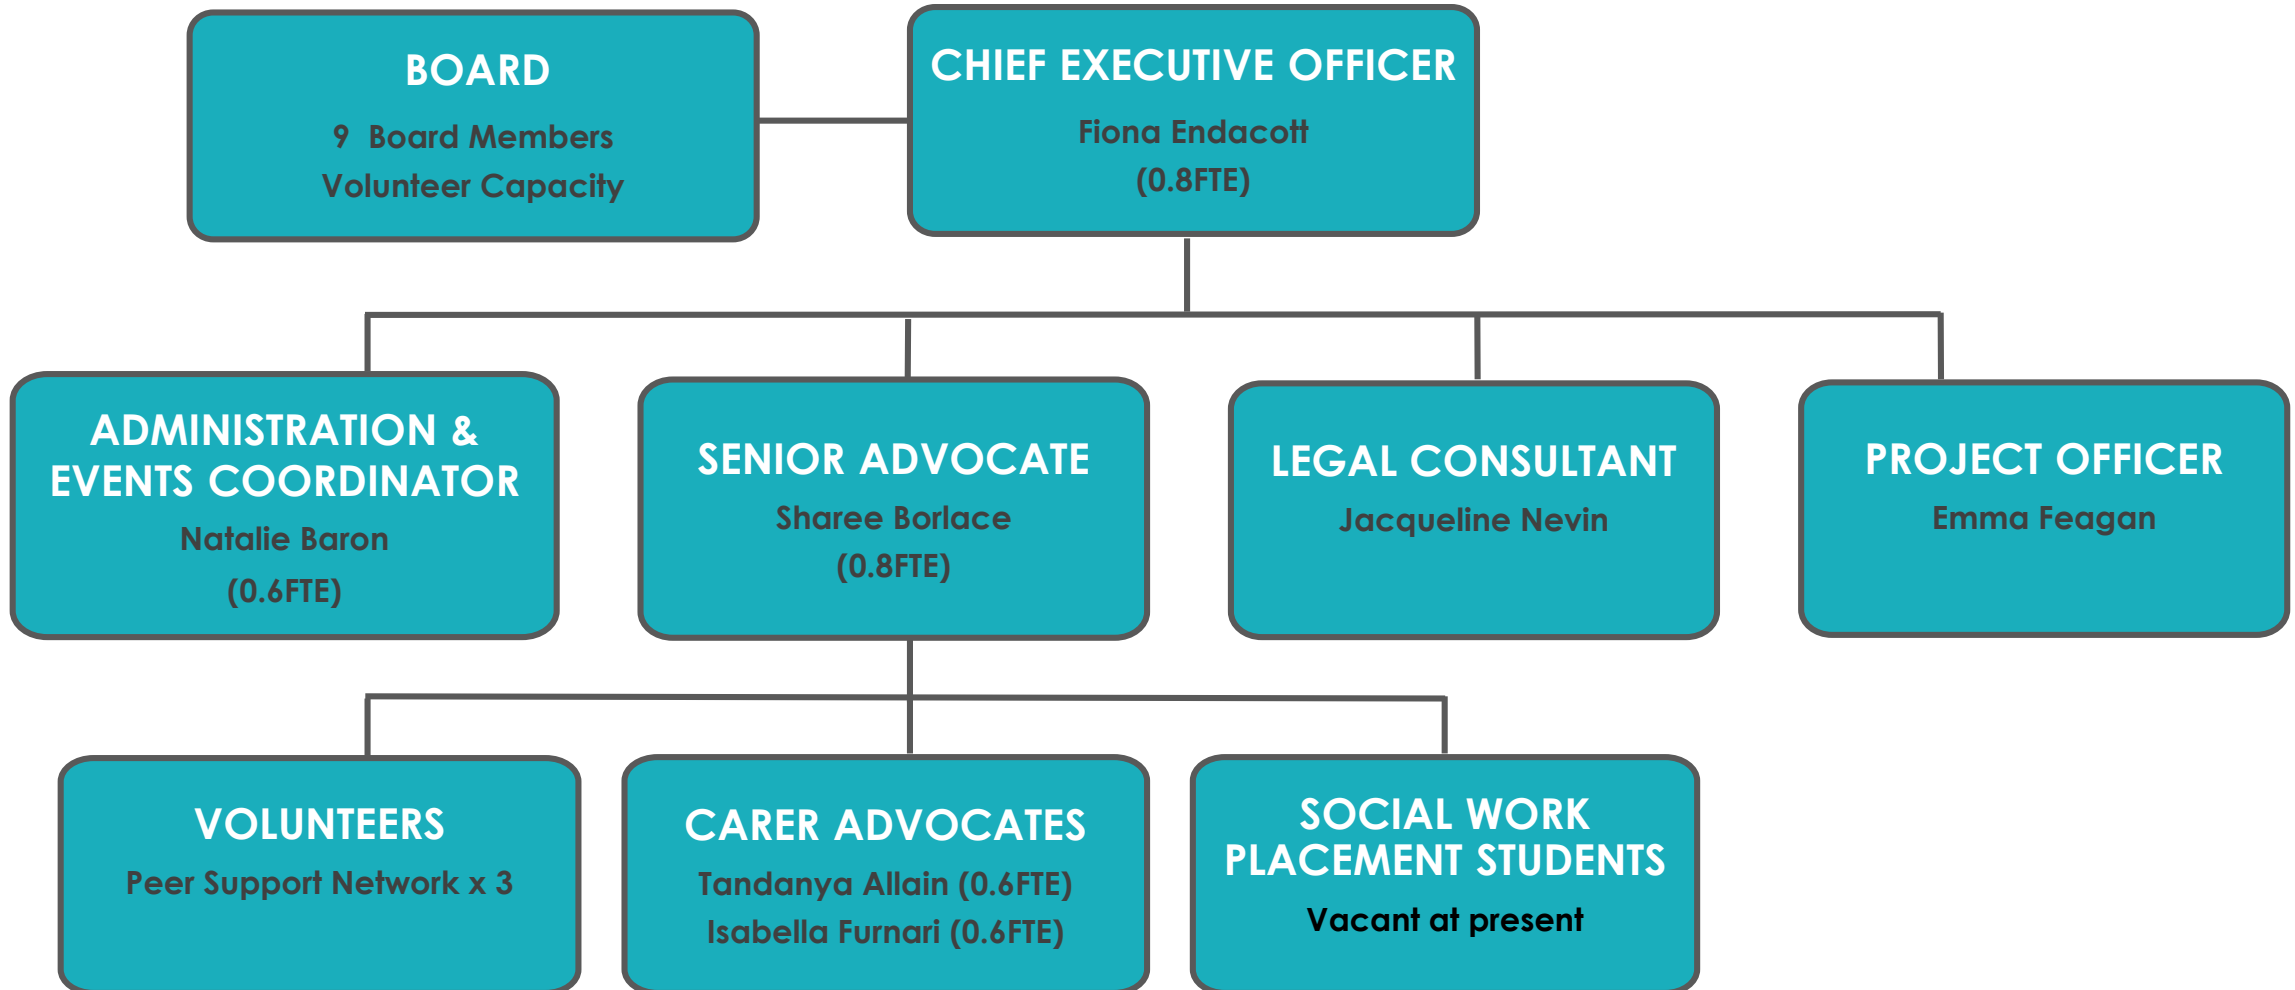 BOARD
9 Board Members
Volunteer Capacity
CHIEF EXECUTIVE OFFICER
Fiona Endacott
(0.8FTE)
ADMINISTRATION &
EVENTS COORDINATOR
Natalie Baron
(0.6FTE)
SENIOR ADVOCATE
Sharee Borlace
(0.8FTE)
LEGAL CONSULTANT
Jacqueline Nevin
PROJECT OFFICER
Emma Feagan
VOLUNTEERS
Peer Support Network x 3
CARER ADVOCATES
Tandanya Allain (0.6FTE)
Isabella Furnari (0.6FTE)
SOCIAL WORK
PLACEMENT STUDENTS
Vacant at present